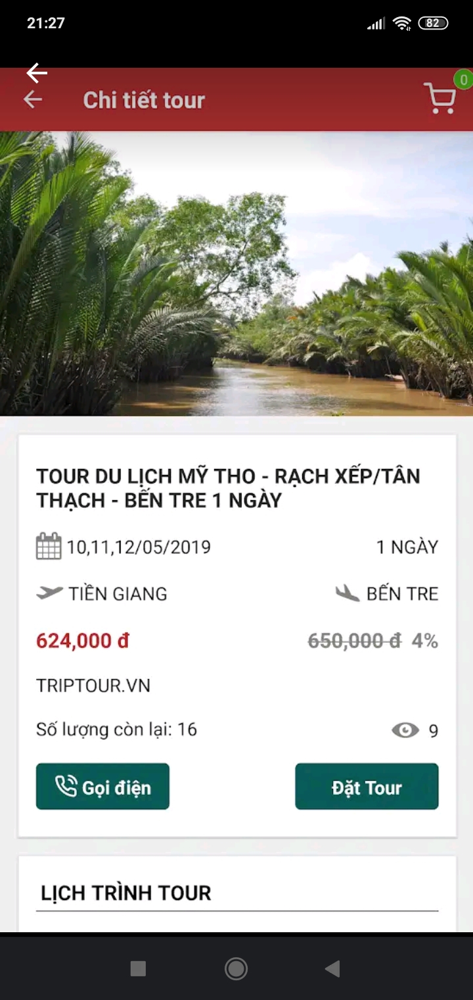 21:27
82
0
Chi tiết tour
TOUR DU LỊCH MỸ THO - RẠCH XẾP/TÂN
THẠCH - BẾN TRE 1 NGÀY
10,11,12/05/2019 1 NGÀY
TIỀN GIANG BẾN TRE
624,000 đ 650,000 đ 4%
TRIPTOUR.VN
Số lượng còn lại: 16 9
Gọi điện Đặt Tour
LỊCH TRÌNH TOUR